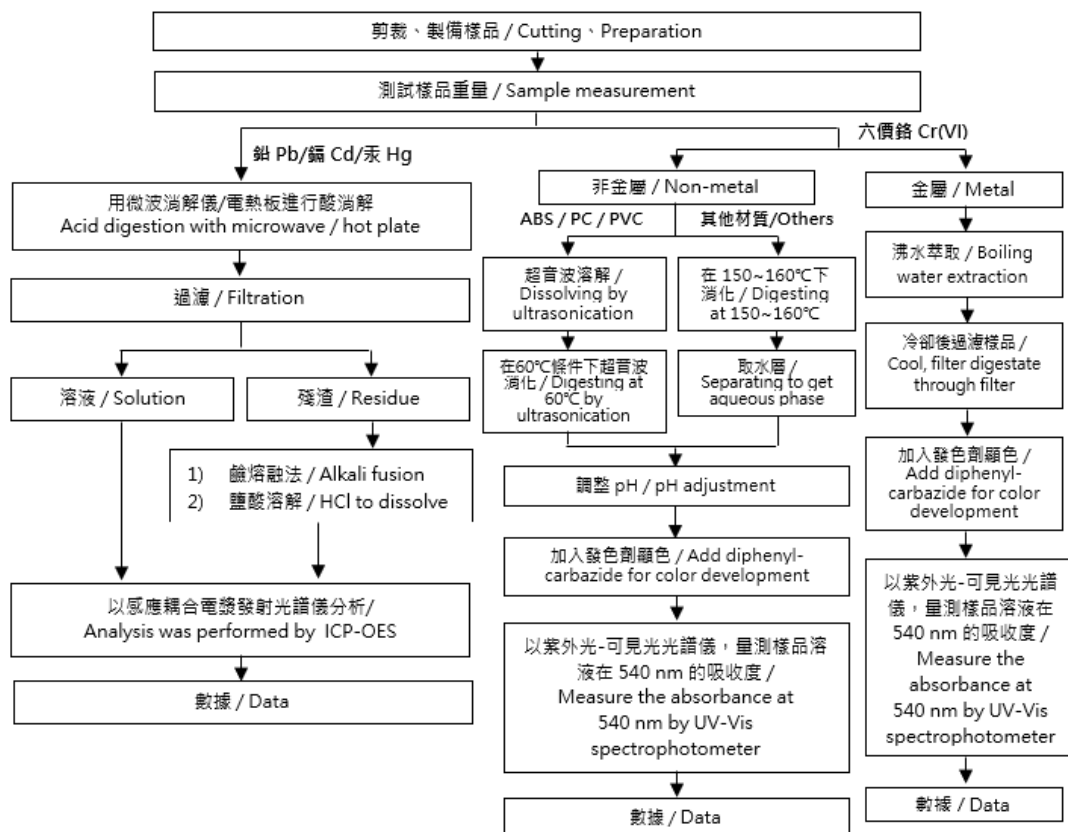 剪裁、製備樣品 / Cutting、Preparation
測試樣品重量 / Sample measurement
鉛 Pb/鎘 Cd/汞 Hg
用微波消解儀/電熱板進行酸消解
Acid digestion with microwave / hot plate
過濾 / Filtration
溶液 / Solution
殘渣 / Residue
1) 鹼熔融法 / Alkali fusion
2) 鹽酸溶解 / HCl to dissolve
以感應耦合電漿發射光譜儀分析/
Analysis was performed by ICP-OES
數據 / Data
六價鉻 Cr(VI)
非金屬 / Non-metal
ABS / PC / PVC
超音波溶解 /
Dissolving by
ultrasonication
在60℃條件下超音波
消化 / Digesting at
60℃ by
ultrasonication
其他材質/Others
在 150~160℃下
消化 / Digesting
at 150~160℃
取水層 /
Separating to get
aqueous phase
調整 pH / pH adjustment
加入發色劑顯色 / Add diphenyl-
carbazide for color development
以紫外光-可見光光譜儀，量測樣品溶
液在 540 nm 的吸收度 /
Measure the absorbance at
540 nm by UV-Vis
spectrophotometer
數據 / Data
金屬 / Metal
沸水萃取 / Boiling
water extraction
冷卻後過濾樣品 /
Cool, filter digestate
through filter
加入發色劑顯色
/ Add diphenyl-
carbazide for color
development
以紫外光-可見光光譜
儀，量測樣品溶液在
540 nm 的吸收度 /
Measure the
absorbance at
540 nm by UV-Vis
spectrophotometer
數據 / Data